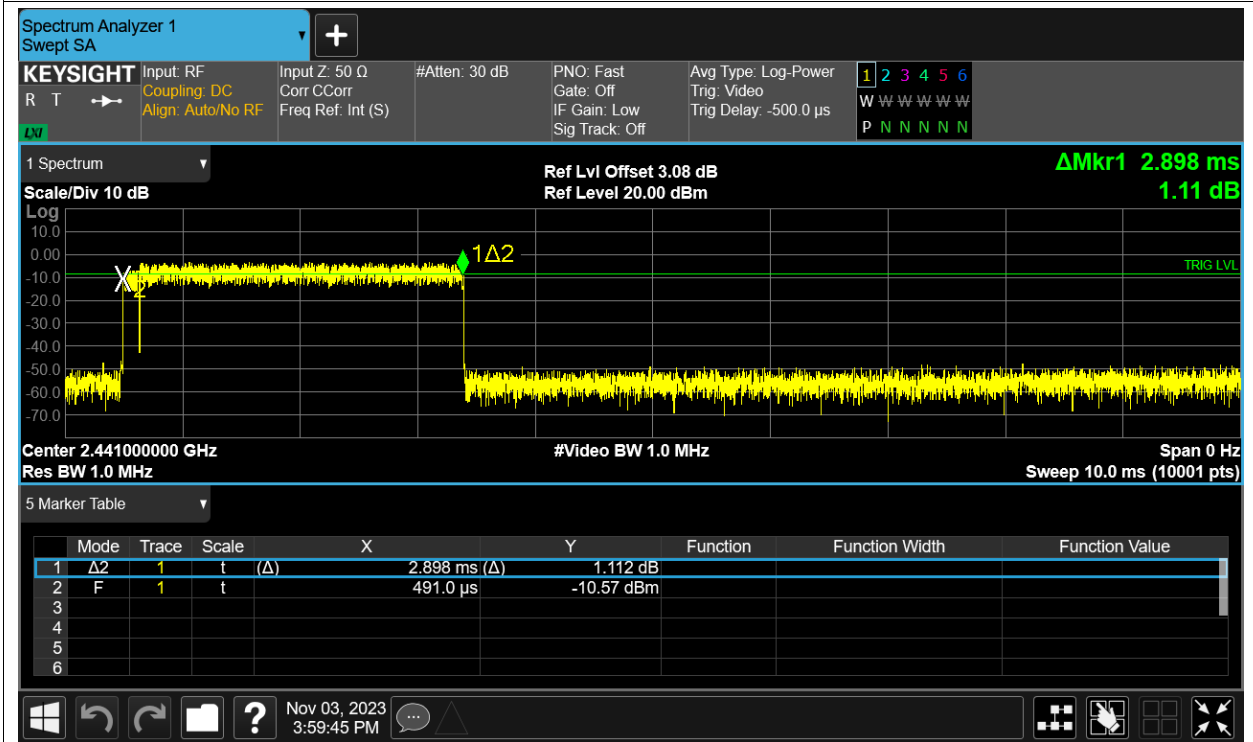 Spectrum Analyzer 1
Swept SA
+
KEYSIGHT
R T
LXI
Input: RF
Coupling: DC
Align: Auto/No RF
Input Z: 50 Ω
Corr CCorr
Freq Ref: Int (S)
#Atten: 30 dB
PNO: Fast
Gate: Off
IF Gain: Low
Sig Track: Off
Avg Type: Log-Power
Trig: Video
Trig Delay: -500.0 µs
1 2 3 4 5 6
W W W W W W
P N N N N N
1 Spectrum
Scale/Div 10 dB
Ref Lvl Offset 3.08 dB
Ref Level 20.00 dBm
ΔMkr1 2.898 ms
1.11 dB
Log
10.0
0.00
-10.0
-20.0
-30.0
-40.0
-50.0
-60.0
-70.0
X
2
1Δ2
TRIG LVL
Center 2.441000000 GHz
Res BW 1.0 MHz
#Video BW 1.0 MHz
Span 0 Hz
Sweep 10.0 ms (10001 pts)
5 Marker Table
Mode Trace Scale X Y Function Function Width Function Value
1 Δ2 1 t (Δ) 2.898 ms (Δ) 1.112 dB
2 F 1 t 491.0 µs -10.57 dBm
3
4
5
6
?
Nov 03, 2023
3:59:45 PM